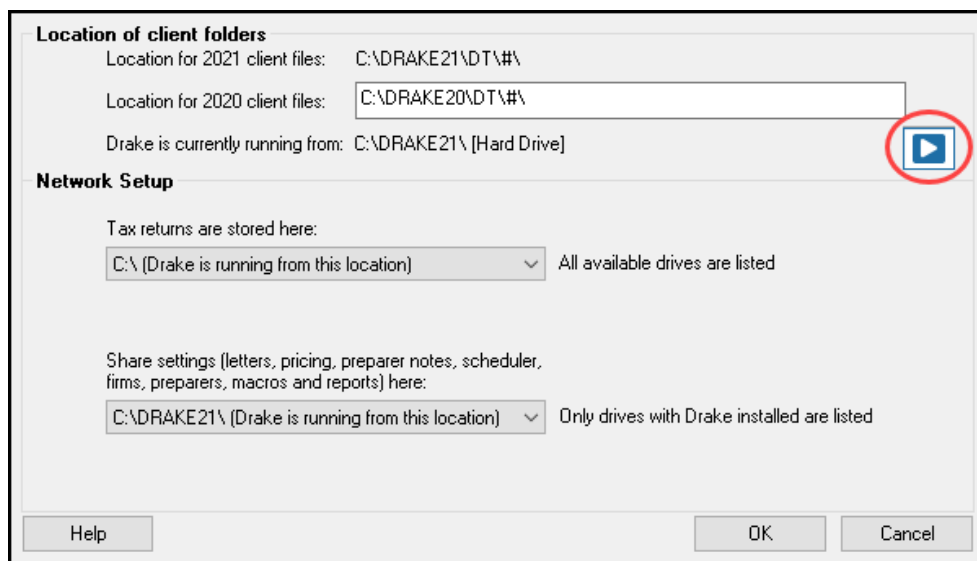 Location of client folders
Location for 2021 client files: C:\DRAKE21\DT\#\
Location for 2020 client files: C:\DRAKE20\DT\#\
Drake is currently running from: C:\DRAKE21\ [Hard Drive]
Network Setup
Tax returns are stored here:
C:\ (Drake is running from this location) All available drives are listed
Share settings (letters, pricing, preparer notes, scheduler,
firms, preparers, macros and reports) here:
C:\DRAKE21\ (Drake is running from this location) Only drives with Drake installed are listed
Help OK Cancel